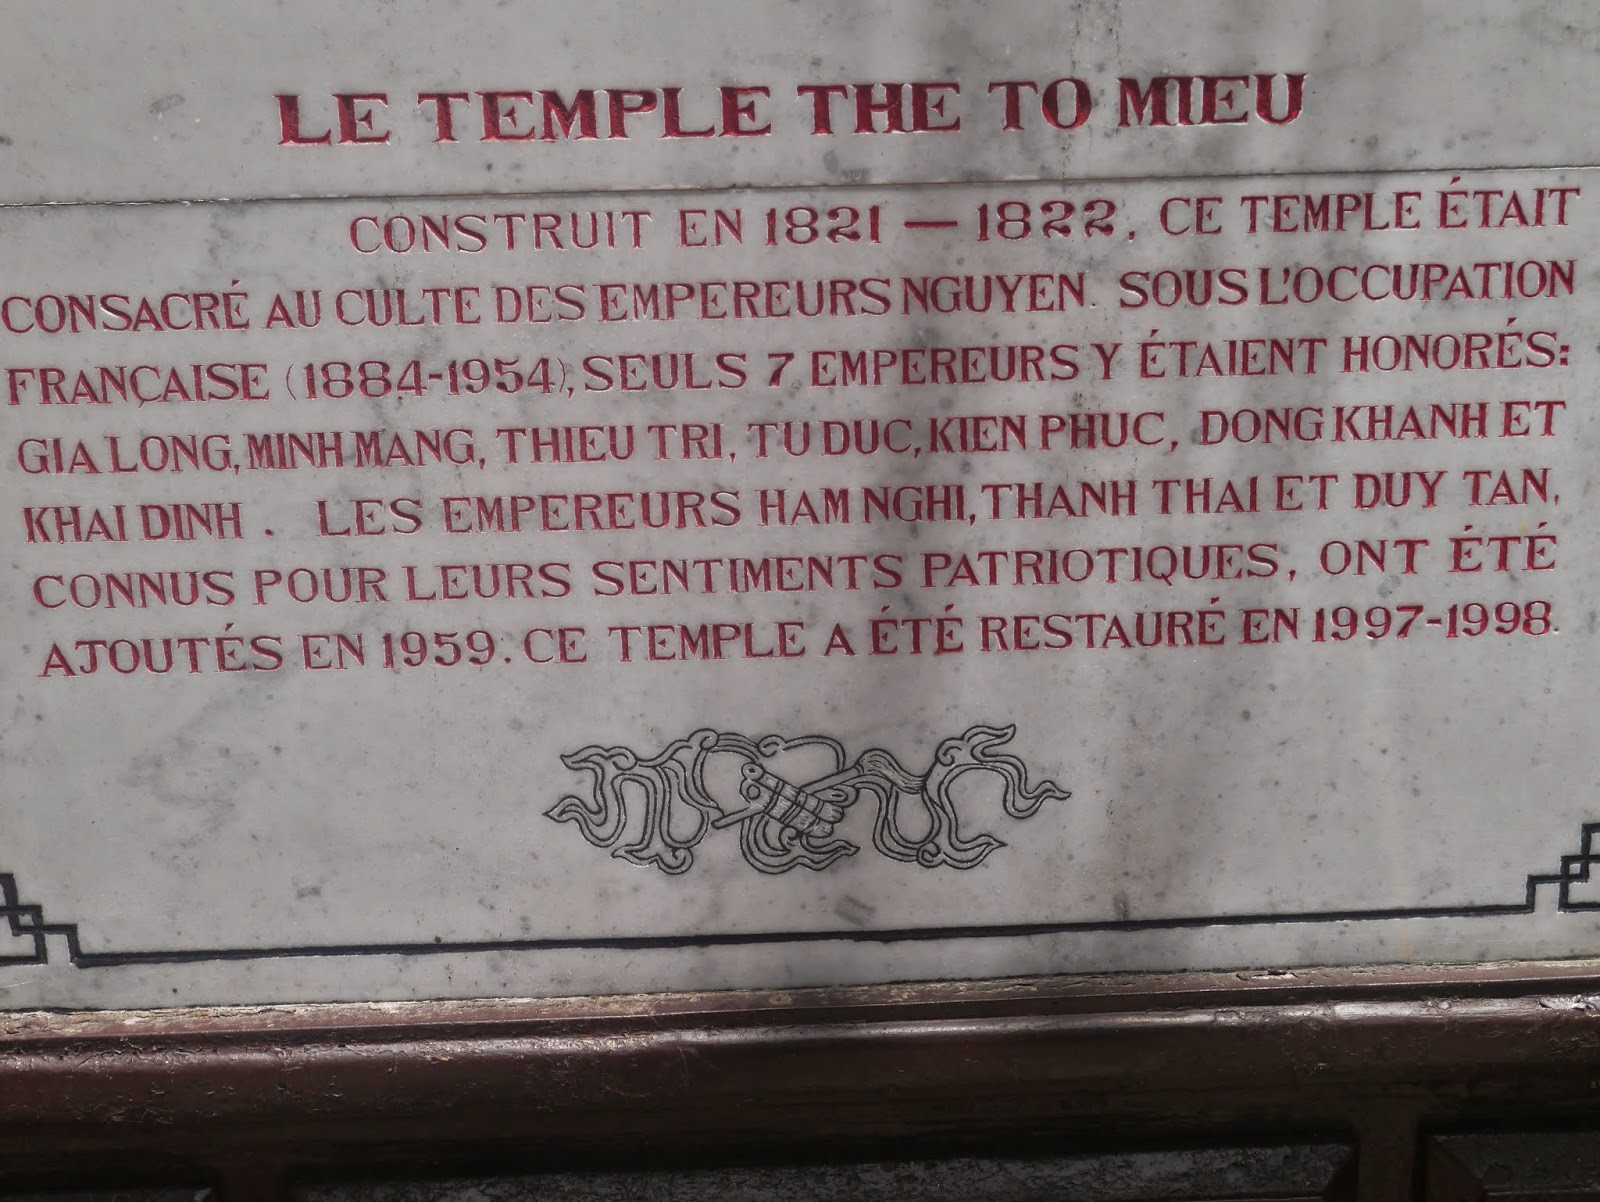 LE TEMPLE THE TO MIEU
CONSTRUIT EN 1821 — 1822, CE TEMPLE ÉTAIT
CONSACRÉ AU CULTE DES EMPEREURS NGUYEN. SOUS L'OCCUPATION
FRANÇAISE (1884-1954), SEULS 7 EMPEREURS Y ÉTAIENT HONORÉS:
GIA LONG, MINH MANG, THIEU TRI, TU DUC, KIEN PHUC, DONG KHANH ET
KHAI DINH . LES EMPEREURS HAM NGHI, THANH THAI ET DUY TAN,
CONNUS POUR LEURS SENTIMENTS PATRIOTIQUES, ONT ÉTÉ
AJOUTÉS EN 1959. CE TEMPLE A ÉTÉ RESTAURÉ EN 1997-1998.